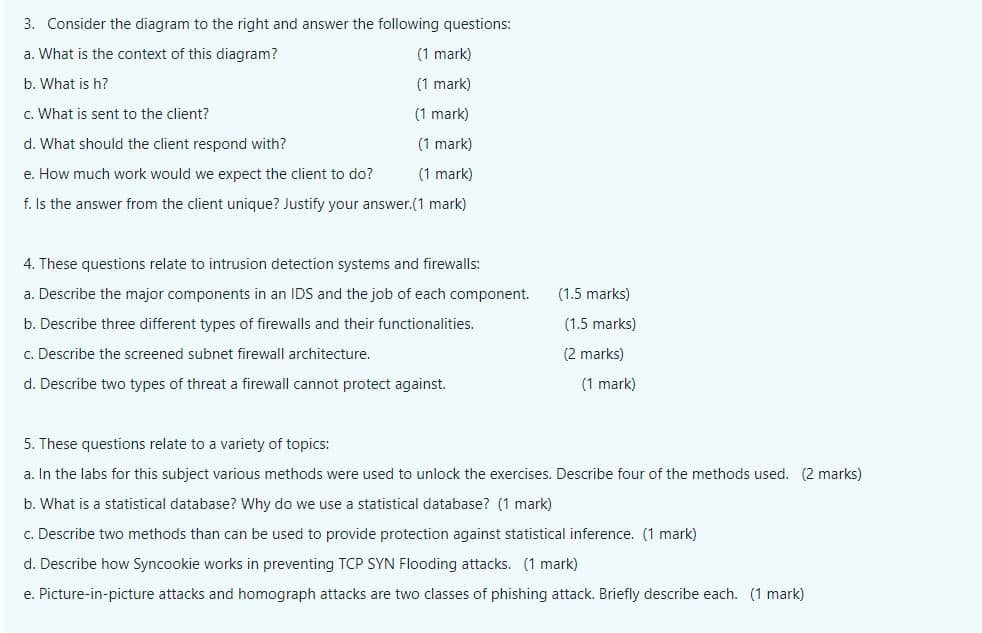 3. Consider the diagram to the right and answer the following questions:
a. What is the context of this diagram? (1 mark)
b. What is h? (1 mark)
c. What is sent to the client? (1 mark)
d. What should the client respond with? (1 mark)
e. How much work would we expect the client to do? (1 mark)
f. Is the answer from the client unique? Justify your answer.(1 mark)
4. These questions relate to intrusion detection systems and firewalls:
a. Describe the major components in an IDS and the job of each component. (1.5 marks)
b. Describe three different types of firewalls and their functionalities. (1.5 marks)
c. Describe the screened subnet firewall architecture. (2 marks)
d. Describe two types of threat a firewall cannot protect against. (1 mark)
5. These questions relate to a variety of topics:
a. In the labs for this subject various methods were used to unlock the exercises. Describe four of the methods used. (2 marks)
b. What is a statistical database? Why do we use a statistical database? (1 mark)
c. Describe two methods than can be used to provide protection against statistical inference. (1 mark)
d. Describe how Syncookie works in preventing TCP SYN Flooding attacks. (1 mark)
e. Picture-in-picture attacks and homograph attacks are two classes of phishing attack. Briefly describe each. (1 mark)